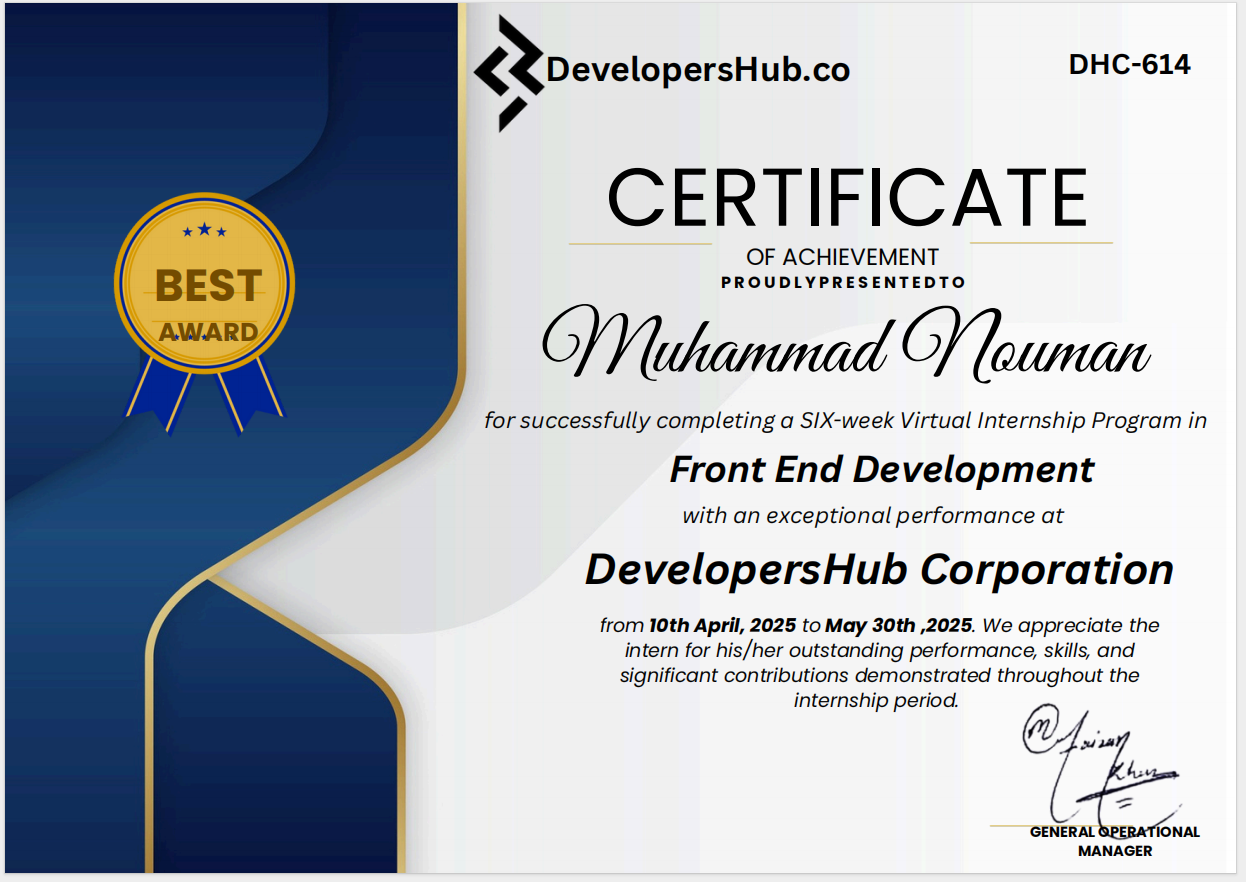 DevelopersHub.co
DHC-614
BEST
AWARD
CERTIFICATE
OF ACHIEVEMENT
PROUDLYPRESENTEDTO
Muhammad Nouman
for successfully completing a SIX-week Virtual Internship Program in
Front End Development
with an exceptional performance at
DevelopersHub Corporation
from 10th April, 2025 to May 30th ,2025. We appreciate the
intern for his/her outstanding performance, skills, and
significant contributions demonstrated throughout the
internship period.
Khan
GENERAL OPERATIONAL
MANAGER